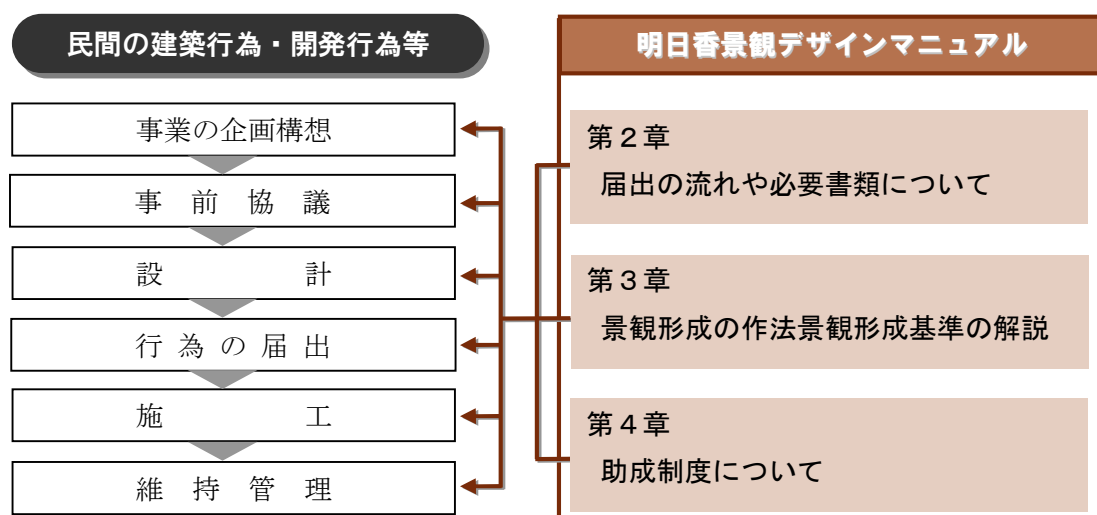 民間の建築行為・開発行為等
事業の企画構想
事前協議
設計
行為の届出
施工
維持管理
明日香景観デザインマニュアル
第２章
届出の流れや必要書類について
第３章
景観形成の作法景観形成基準の解説
第４章
助成制度について